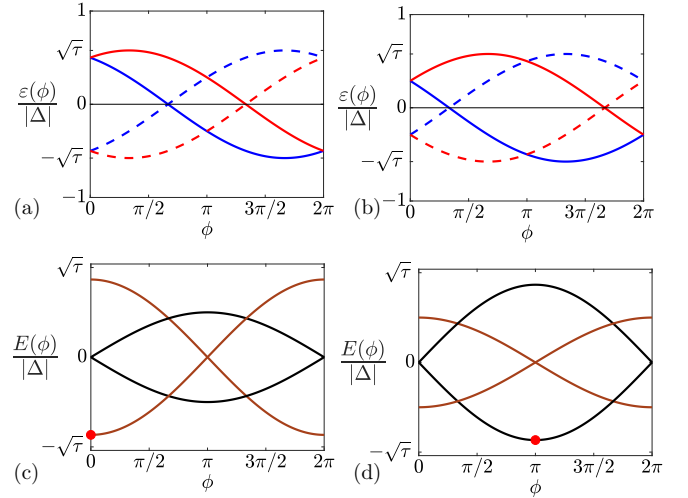 1
√τ
ε(ϕ)
|Δ|
0
−√τ
−1
(a)
0
π/2
π
3π/2
2π
ϕ
1
√τ
ε(ϕ)
|Δ|
0
−√τ
−1
(b)
0
π/2
π
3π/2
2π
ϕ
√τ
E(ϕ)
|Δ|
0
−√τ
(c)
0
π/2
π
3π/2
2π
ϕ
√τ
E(ϕ)
|Δ|
0
−√τ
(d)
0
π/2
π
3π/2
2π
ϕ